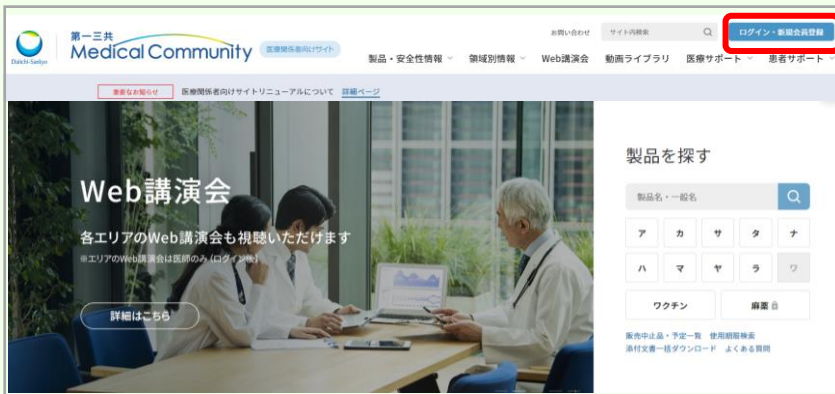 Daiichi-Sankyo
第一三共
Medical Community
医療関係者向けサイト
お問い合わせ
サイト内検索
ログイン・新規会員登録
製品・安全性情報
領域別情報
Web講演会
動画ライブラリ
医療サポート
患者サポート
重要なお知らせ
医療関係者向けサイトリニューアルについて 詳細ページ
Web講演会
各エリアのWeb講演会も視聴いただけます
※エリアのWeb講演会は医師のみ(ログイン後)
詳細はこちら
製品を探す
製品名・一般名
ア カ サ タ ナ
ハ マ ヤ ラ ワ
ワクチン 麻薬
販売中止品・予定一覧 使用期限検索
添付文書一括ダウンロード よくある質問